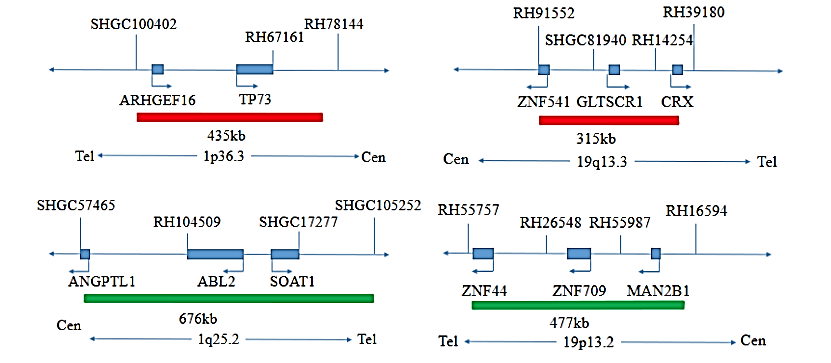 SHGC100402
RH67161
RH78144
ARHGEF16
TP73
435kb
Tel
1p36.3
Cen
RH91552
SHGC81940
RH14254
RH39180
ZNF541
GLTSCR1
CRX
315kb
Cen
19q13.3
Tel
SHGC57465
RH104509
SHGC17277
SHGC105252
ANGPTL1
ABL2
SOAT1
676kb
Cen
1q25.2
Tel
RH55757
RH26548
RH55987
RH16594
ZNF44
ZNF709
MAN2B1
477kb
Tel
19p13.2
Cen